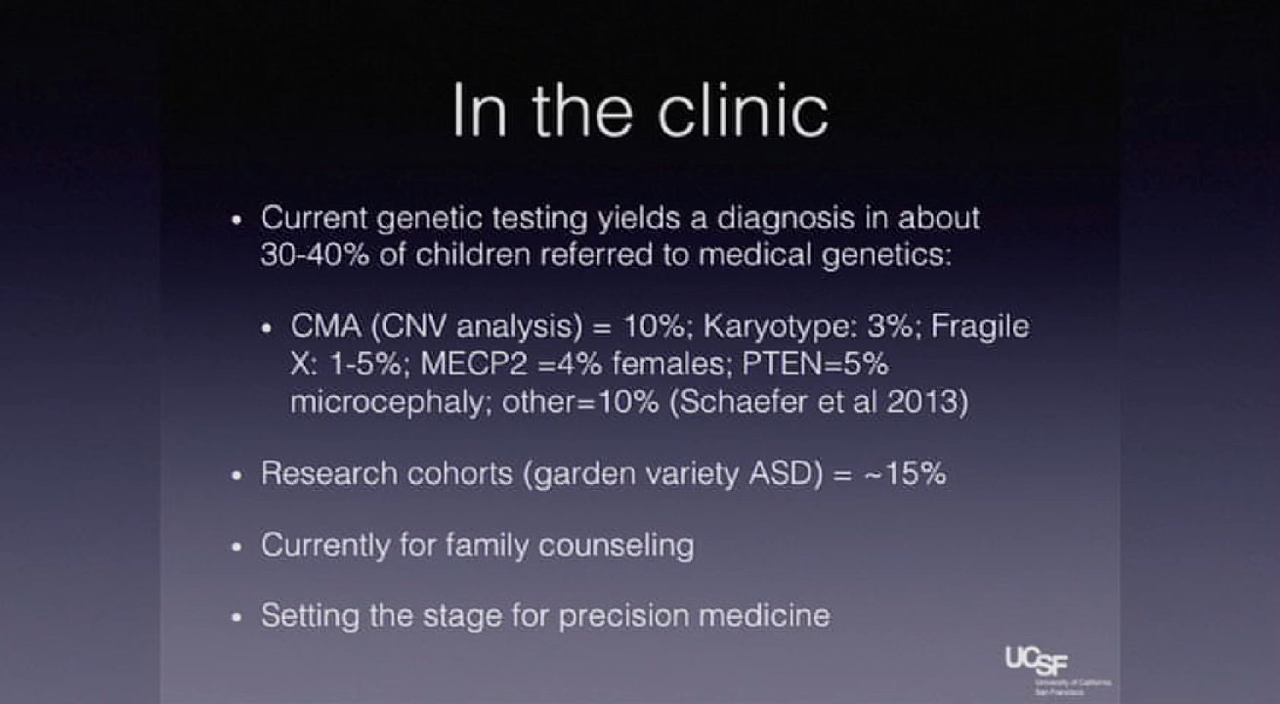 In the clinic
• Current genetic testing yields a diagnosis in about
30-40% of children referred to medical genetics:
• CMA (CNV analysis) = 10%; Karyotype: 3%; Fragile
X: 1-5%; MECP2 =4% females; PTEN=5%
microcephaly; other=10% (Schaefer et al 2013)
• Research cohorts (garden variety ASD) = ~15%
• Currently for family counseling
• Setting the stage for precision medicine
UCSF
University of California
San Francisco